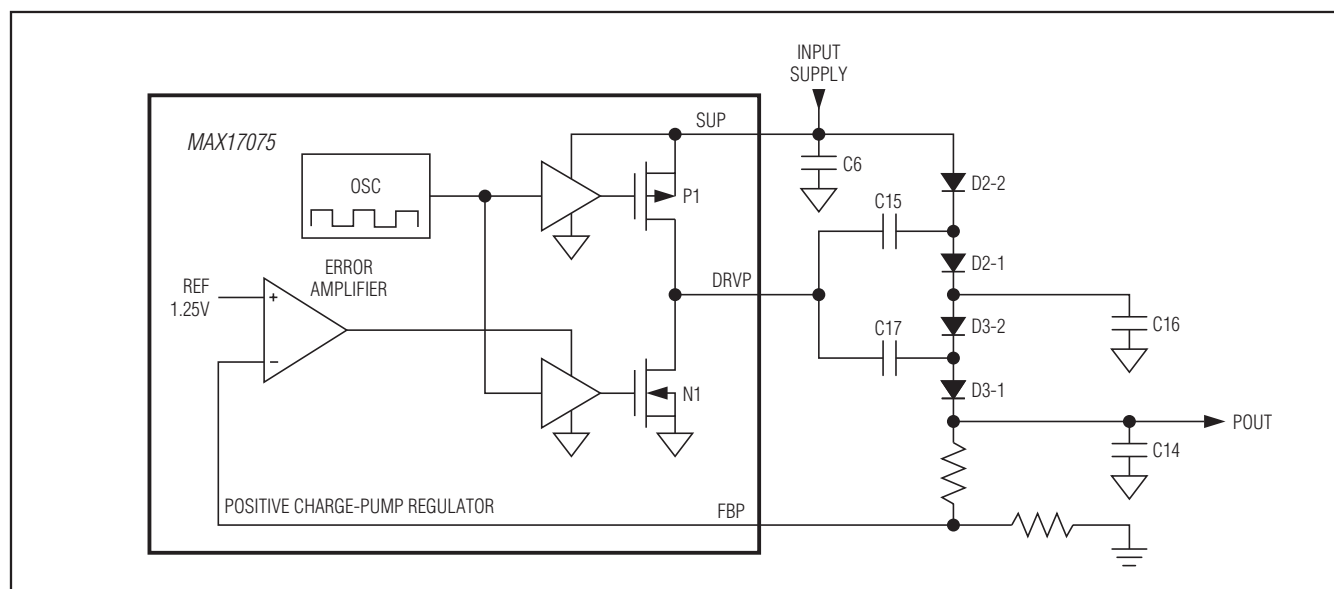 INPUT
SUPPLY
SUP
MAX17075
C6
OSC
P1
D2-2
C15
D2-1
ERROR
AMPLIFIER
DRVP
REF
1.25V
+
−
C17
D3-2
C16
N1
D3-1
POUT
C14
POSITIVE CHARGE-PUMP REGULATOR
FBP